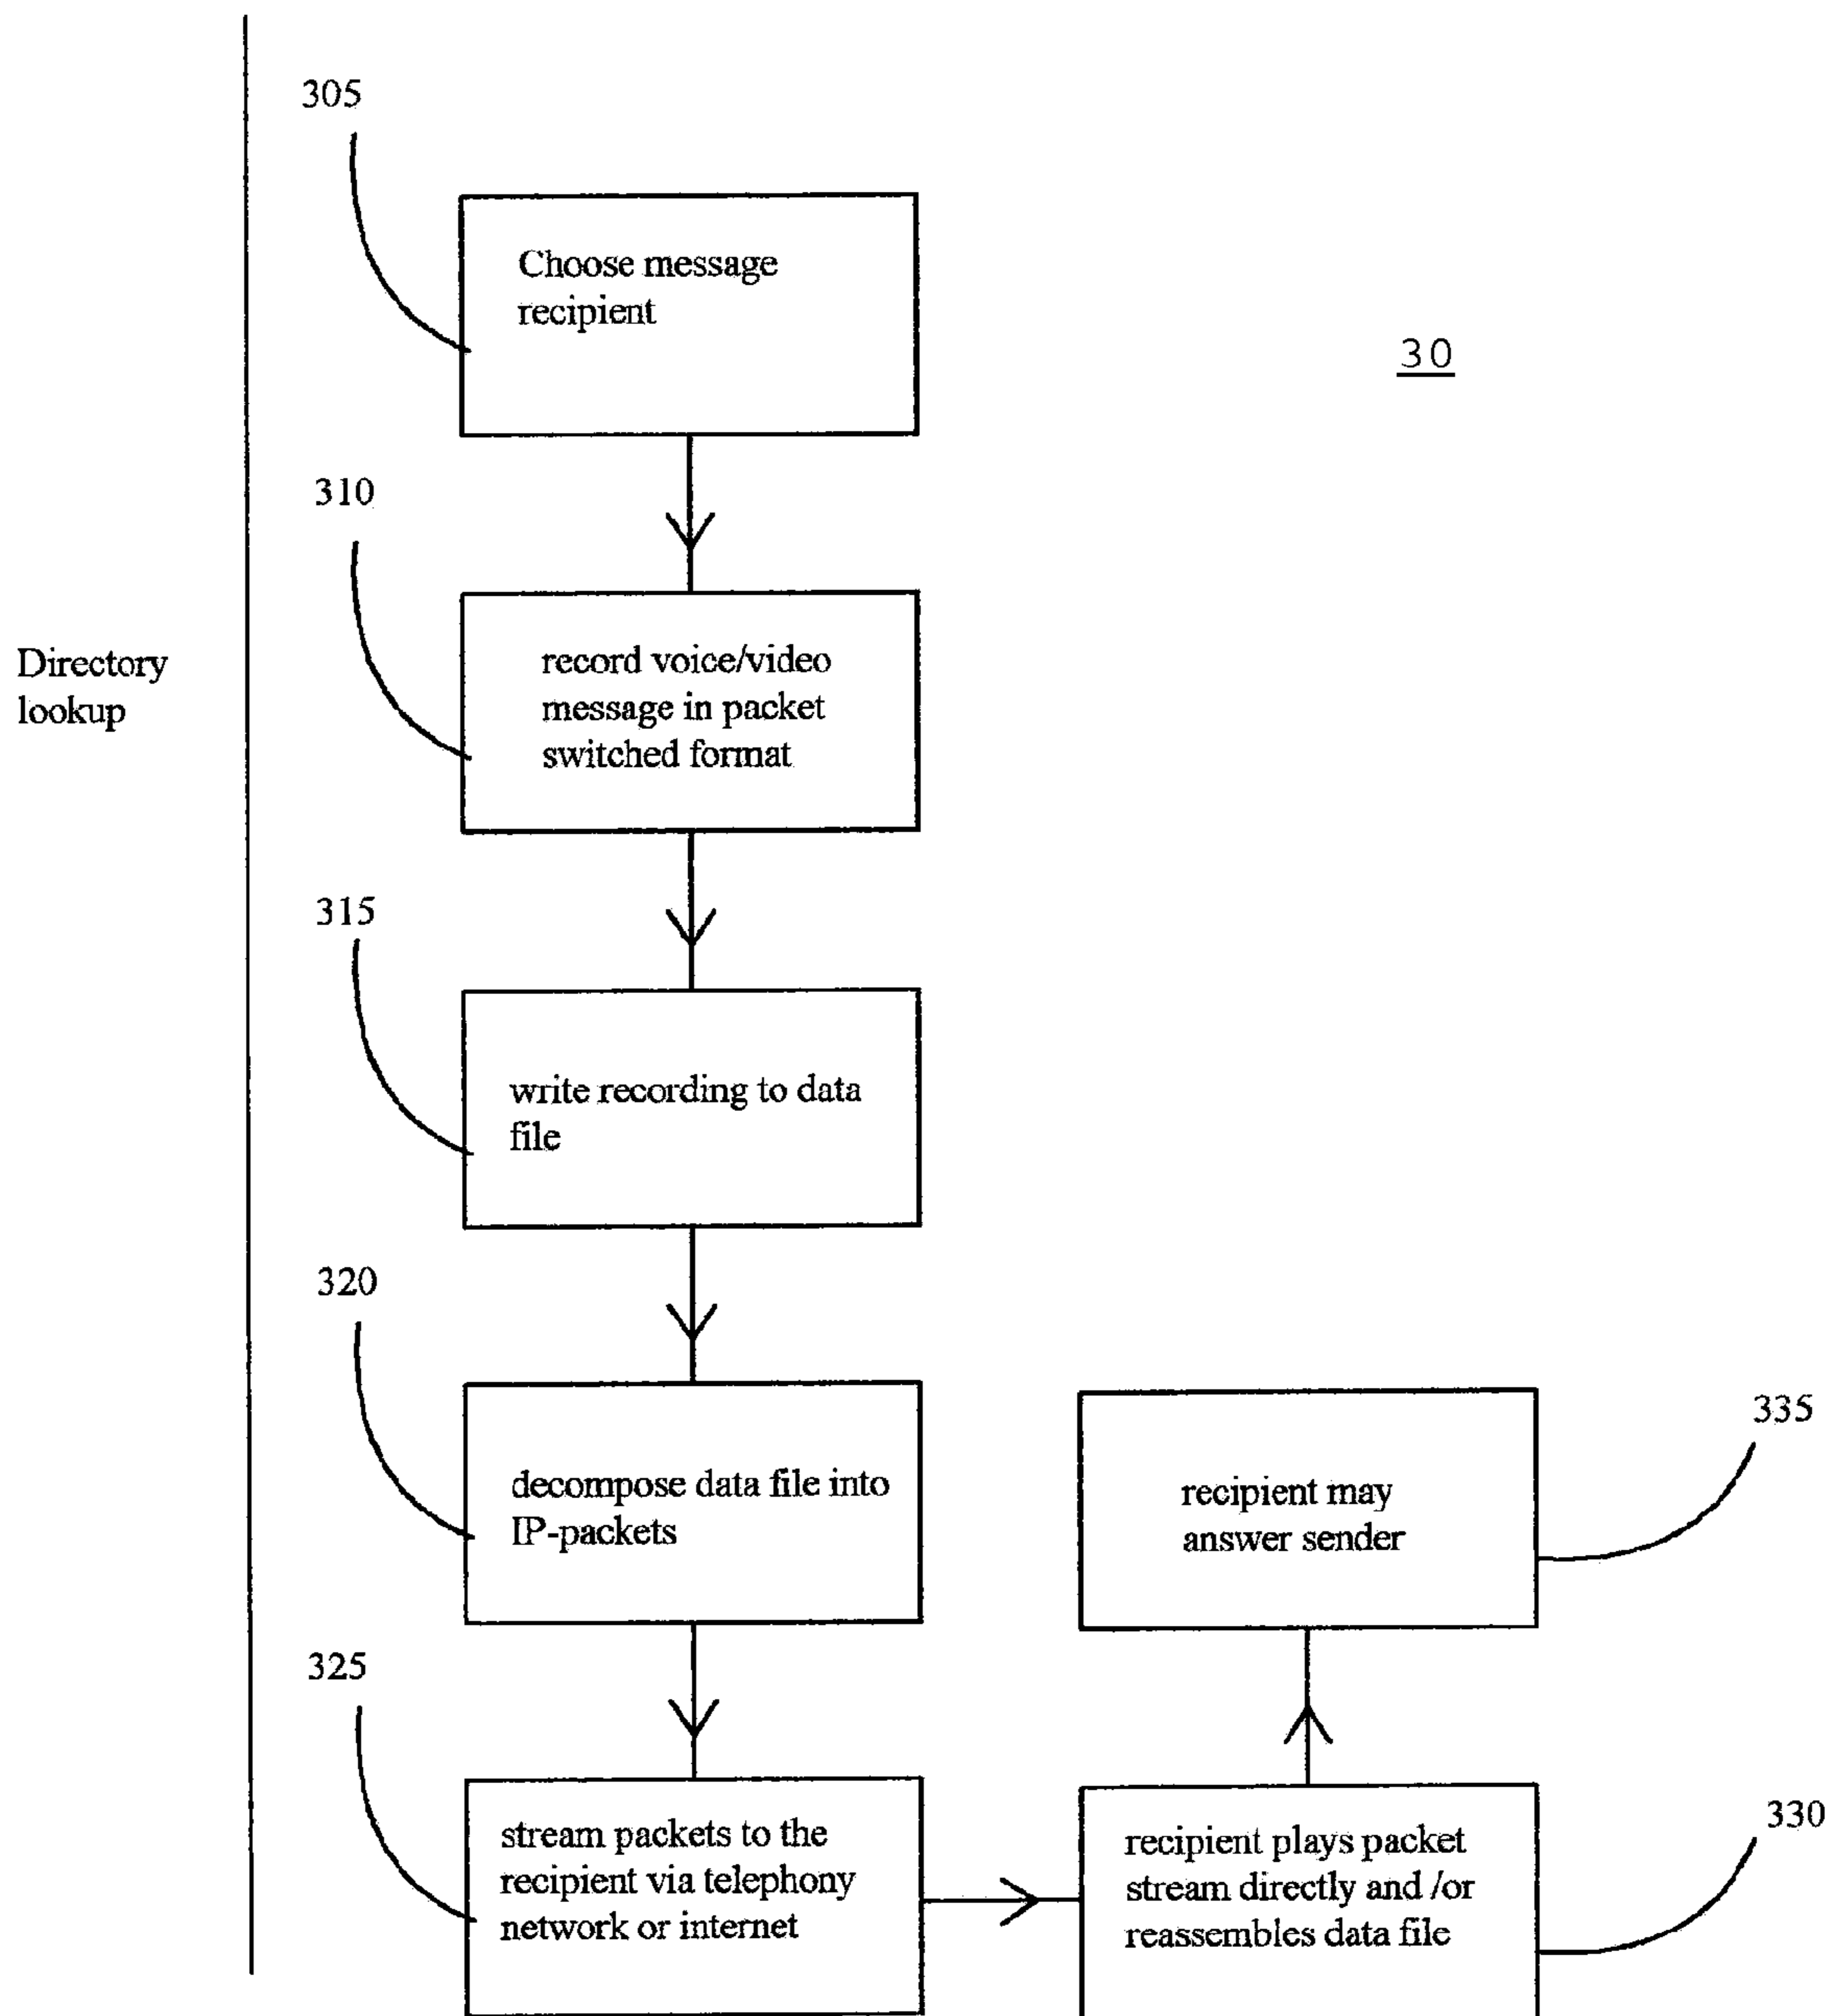 305
Choose message
recipient
30
310
record voice/video
message in packet
switched format
Directory
lookup
315
write recording to data
file
320
decompose data file into
IP-packets
335
recipient may
answer sender
325
stream packets to the
recipient via telephony
network or internet
330
recipient plays packet
stream directly and /or
reassembles data file